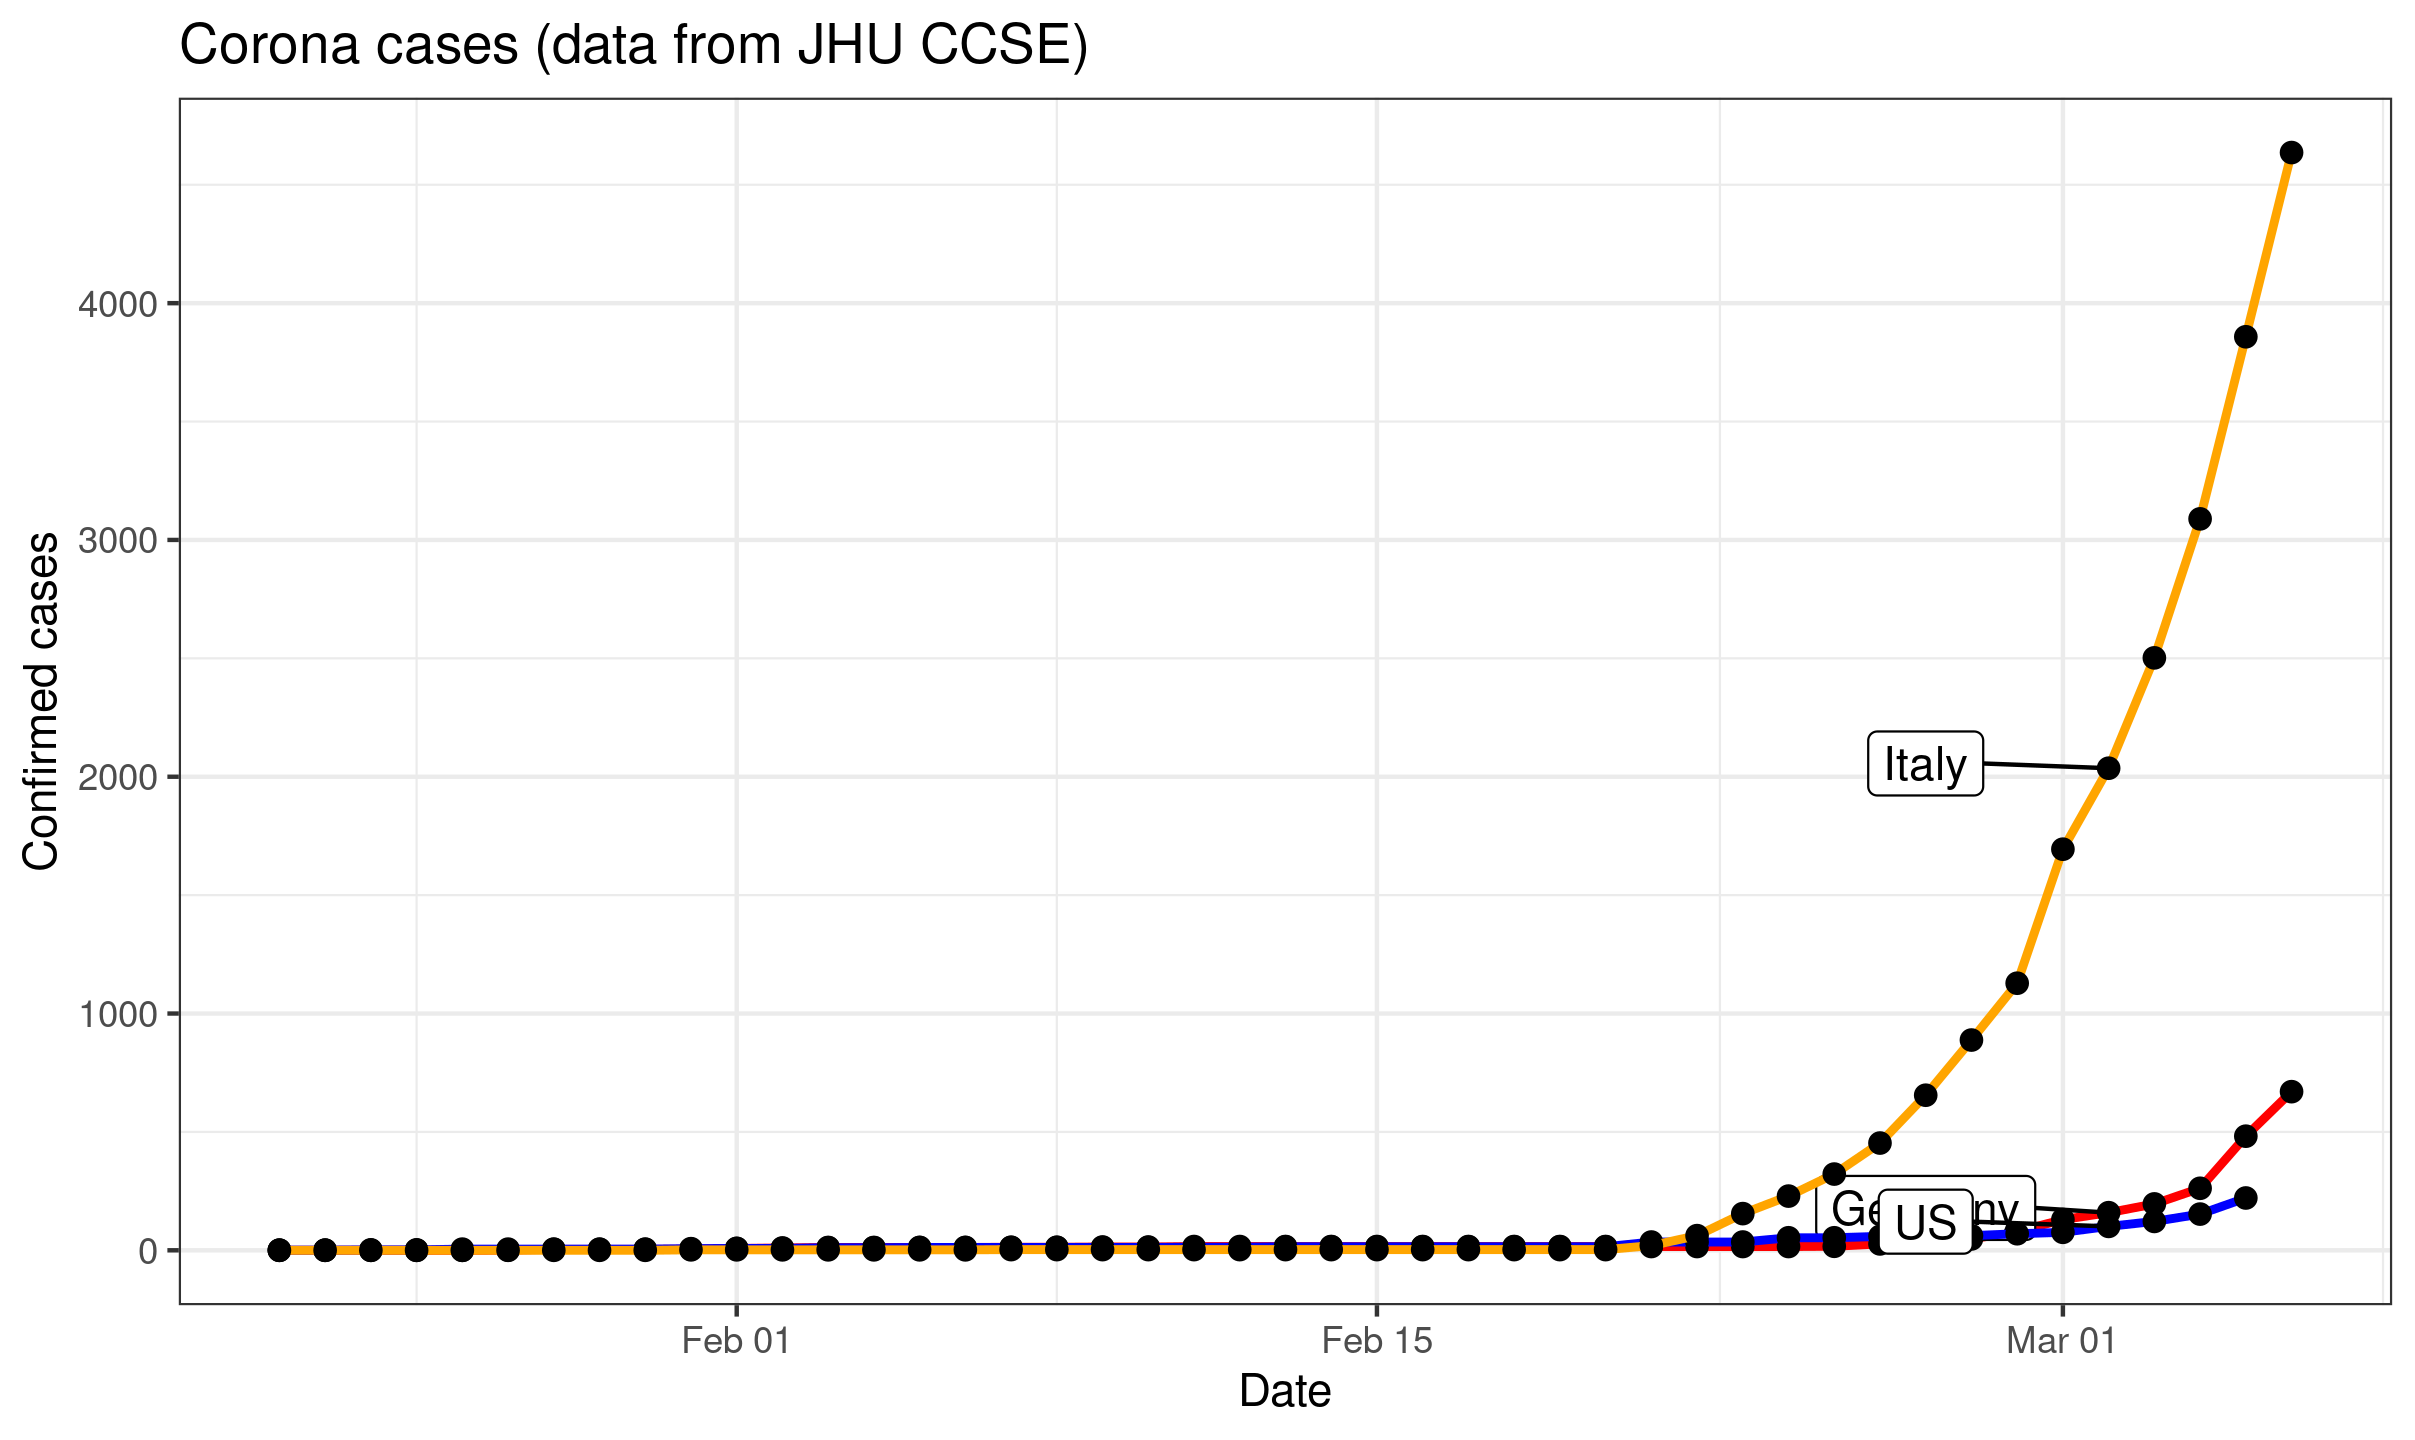 Corona cases (data from JHU CCSE)
Confirmed cases
4000
3000
2000
1000
0
Italy
US
Feb 01
Feb 15
Mar 01
Date